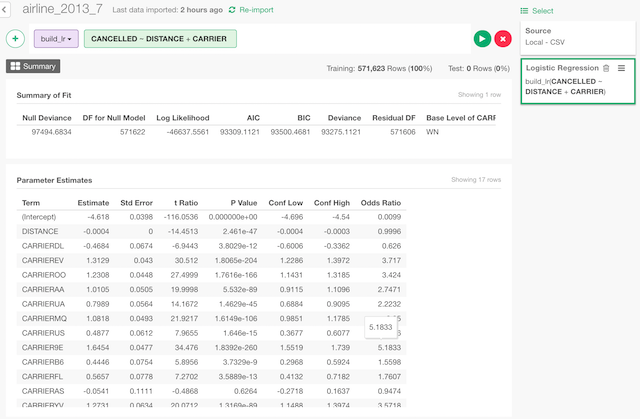 airline_2013_7 Last data imported: 2 hours ago Re-import
Select
Source
Local - CSV
+ build_lr CANCELLED ~ DISTANCE + CARRIER
Logistic Regression
build_lr(CANCELLED ~
DISTANCE + CARRIER)
Summary Training: 571,623 Rows (100%) Test: 0 Rows (0%)
Summary of Fit Showing 1 row
Null Deviance DF for Null Model Log Likelihood AIC BIC Deviance Residual DF Base Level of CARF
97494.6834 571622 -46637.5561 93309.1121 93500.4681 93275.1121 571606 WN
Parameter Estimates Showing 17 rows
Term Estimate Std Error t Ratio P Value Conf Low Conf High Odds Ratio
(Intercept) -4.618 0.0398 -116.0536 0.000000e+00 -4.696 -4.54 0.0099
DISTANCE -0.0004 0 -14.4513 2.461e-47 -0.0004 -0.0003 0.9996
CARRIERDL -0.4684 0.0674 -6.9443 3.8029e-12 -0.6006 -0.3362 0.626
CARRIEREV 1.3129 0.043 30.512 1.8065e-204 1.2286 1.3972 3.717
CARRIEROO 1.2308 0.0448 27.4999 1.7616e-166 1.1431 1.3185 3.424
CARRIERAA 1.0105 0.0505 19.9998 5.532e-89 0.9115 1.1096 2.7471
CARRIERUA 0.7989 0.0564 14.1672 1.4629e-45 0.6884 0.9095 2.2232
CARRIERMQ 1.0818 0.0493 21.9217 1.6149e-106 0.9851 1.1785
CARRIERUS 0.4877 0.0612 7.9655 1.646e-15 0.3677 0.6077
5.1833
CARRIER9E 1.6454 0.0477 34.476 1.8392e-260 1.5519 1.739 5.1833
CARRIERB6 0.4446 0.0754 5.8956 3.7329e-9 0.2968 0.5924 1.5598
CARRIERFL 0.5657 0.0778 7.2702 3.5889e-13 0.4132 0.7182 1.7607
CARRIERAS -0.0541 0.1111 -0.4868 0.6264 -0.2718 0.1637 0.9474
CARRIERYV 1.2731 0.0634 20.0712 1.3169e-89 1.1488 1.3974 3.5718